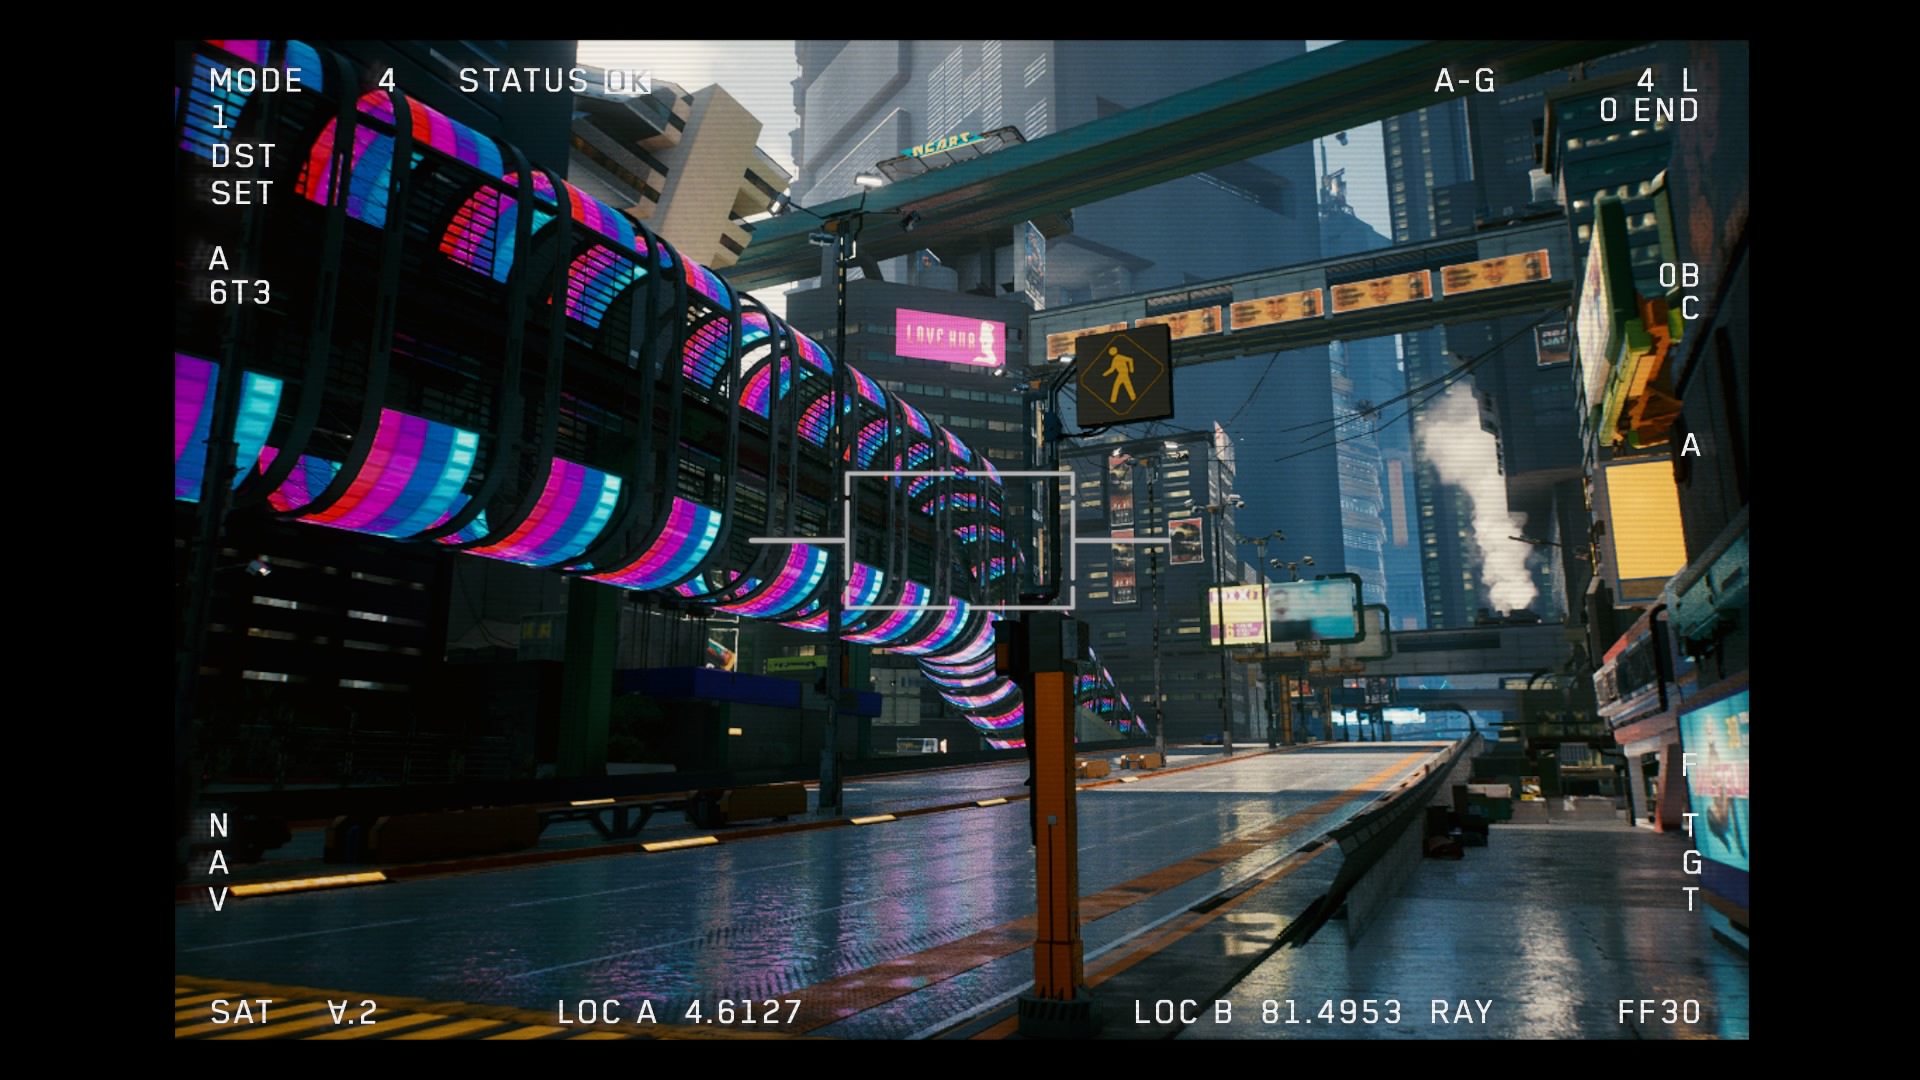 MODE 4 STATUS OK
1
DST
SET
A
6T3
A-G 4 L
0 END
0B
C
A
LOVE HUB
N
A
V
F
T
G
T
SAT ∀.2 LOC A 4.6127 LOC B 81.4953 RAY FF30